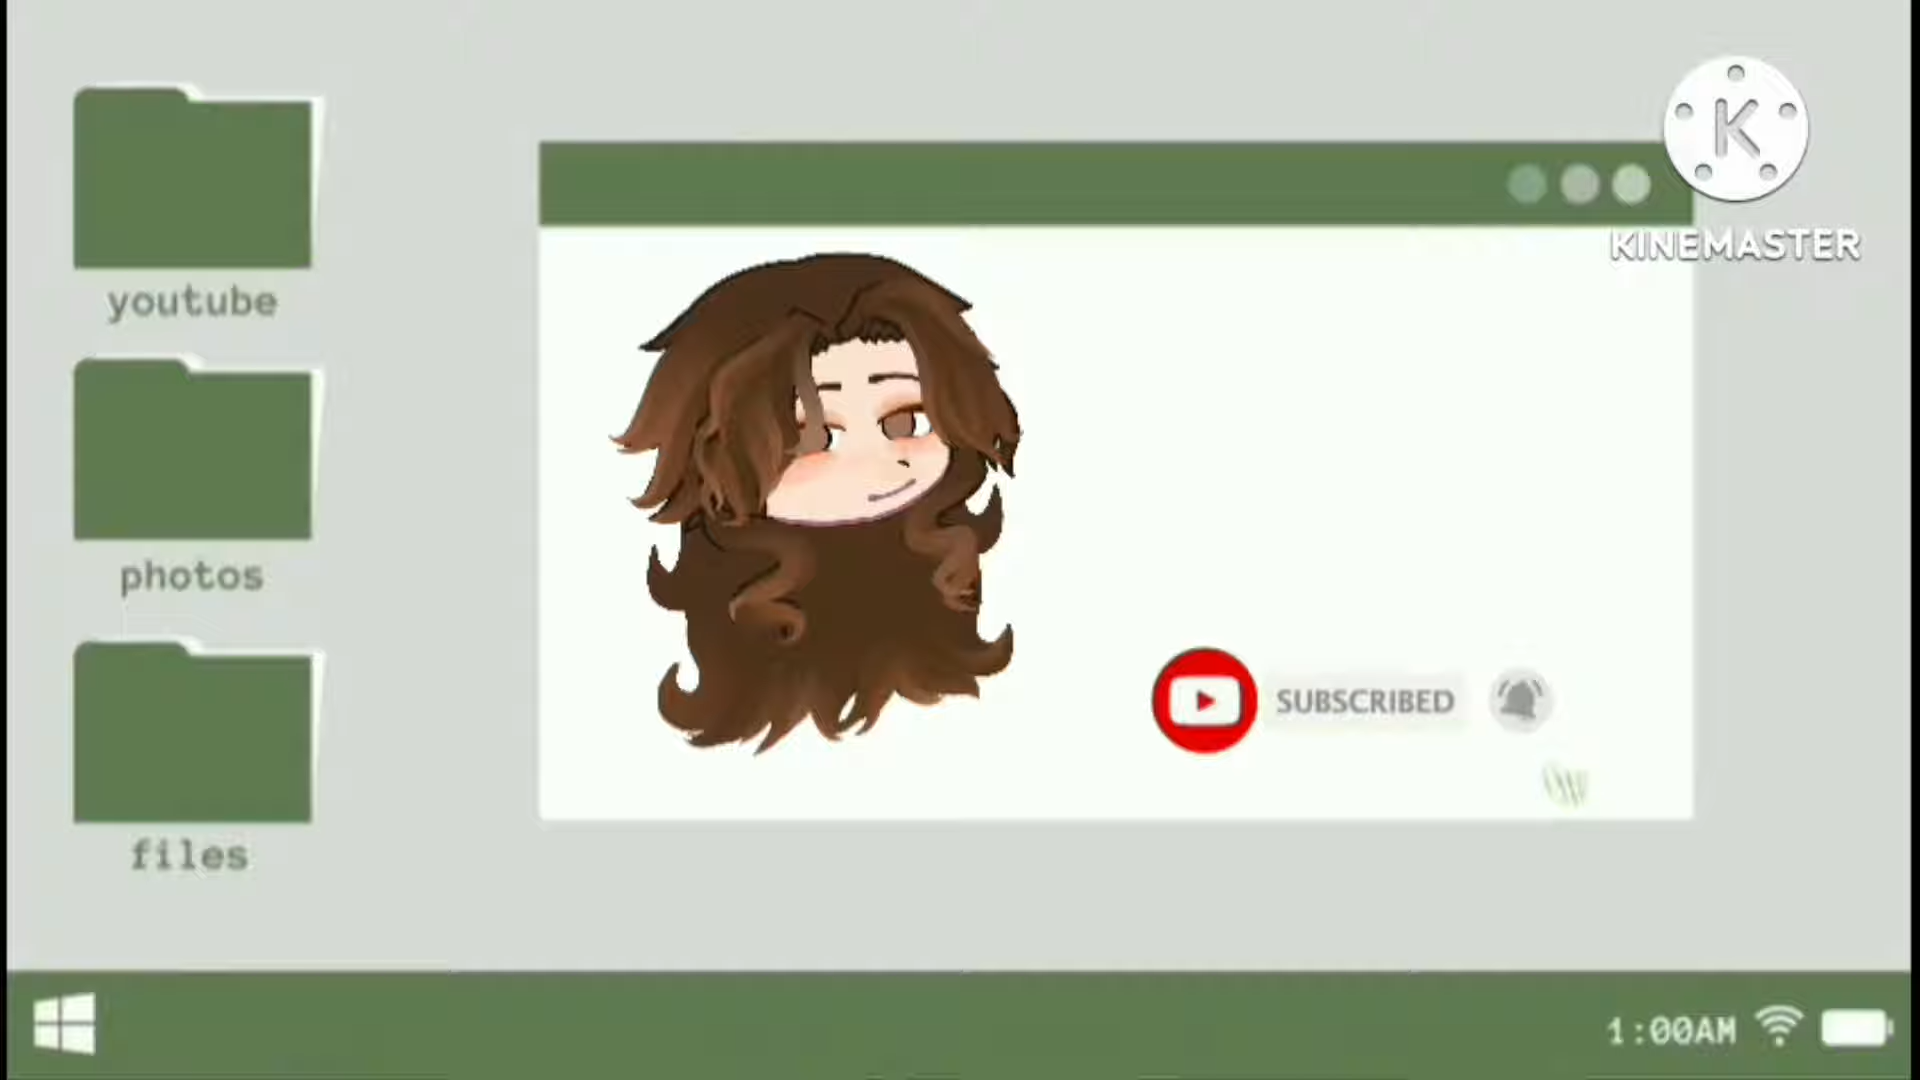 K
KINEMASTER
youtube
photos
SUBSCRIBED
files
1:00AM